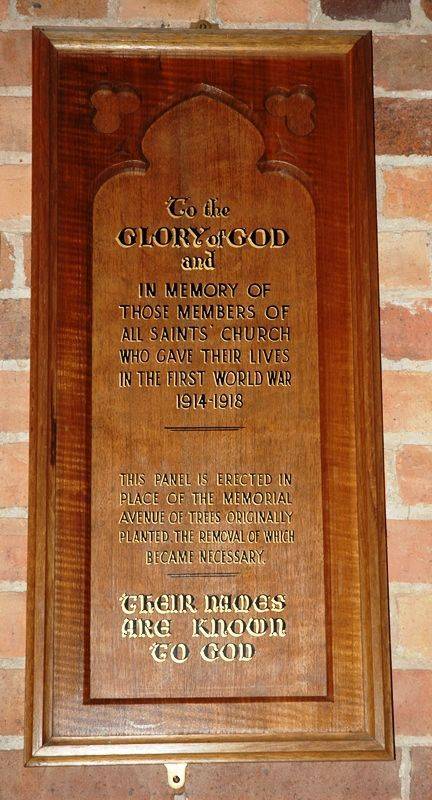 To the
GLORY of GOD
and
IN MEMORY OF
THOSE MEMBERS OF
ALL SAINTS' CHURCH
WHO GAVE THEIR LIVES
IN THE FIRST WORLD WAR
1914-1918
THIS PANEL IS ERECTED IN
PLACE OF THE MEMORIAL
AVENUE OF TREES ORIGINALLY
PLANTED, THE REMOVAL OF WHICH
BECAME NECESSARY.
THEIR NAMES
ARE KNOWN
TO GOD